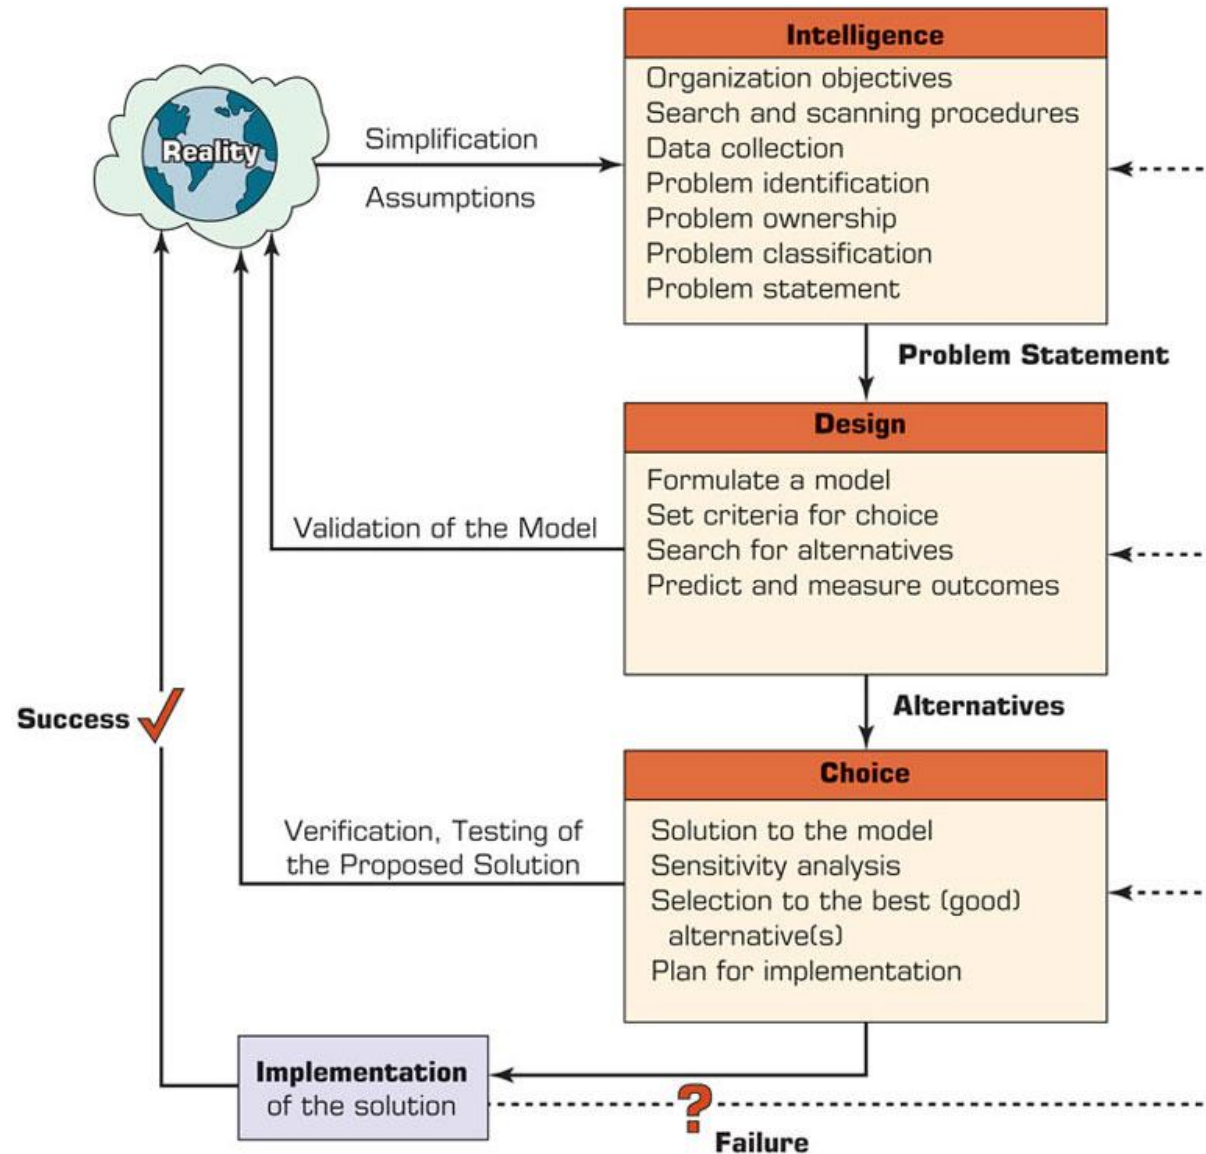 Intelligence
Organization objectives
Search and scanning procedures
Data collection
Problem identification
Problem ownership
Problem classification
Problem statement
Reality
Simplification
Assumptions
Problem Statement
Design
Formulate a model
Set criteria for choice
Search for alternatives
Predict and measure outcomes
Validation of the Model
Alternatives
Success
Choice
Solution to the model
Sensitivity analysis
Selection to the best (good)
alternative(s)
Plan for implementation
Verification, Testing of
the Proposed Solution
Implementation
of the solution
?
Failure